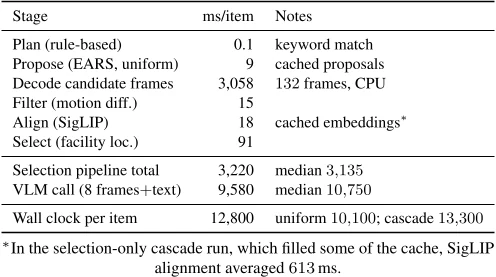 Stage ms/item Notes
Plan (rule-based) 0.1 keyword match
Propose (EARS, uniform) 9 cached proposals
Decode candidate frames 3,058 132 frames, CPU
Filter (motion diff.) 15
Align (SigLIP) 18 cached embeddings*
Select (facility loc.) 91
Selection pipeline total 3,220 median 3,135
VLM call (8 frames+text) 9,580 median 10,750
Wall clock per item 12,800 uniform 10,100; cascade 13,300
*In the selection-only cascade run, which filled some of the cache, SigLIP
alignment averaged 613 ms.